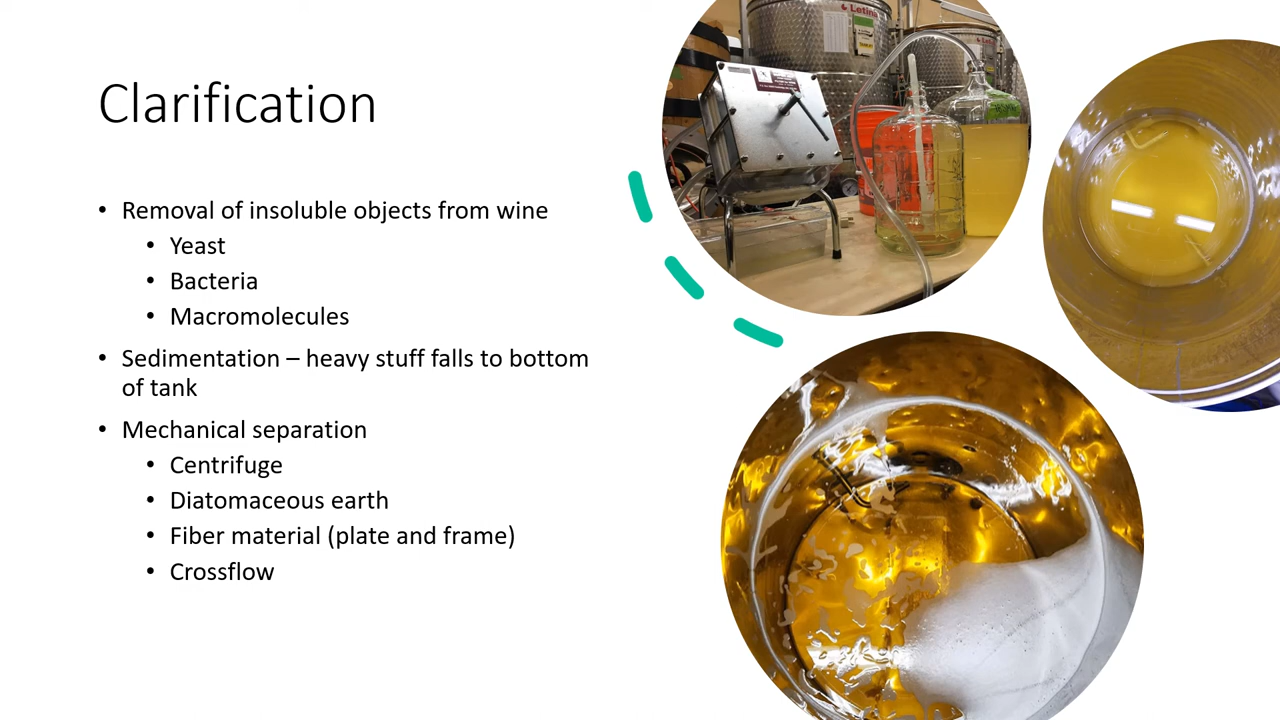 Clarification
• Removal of insoluble objects from wine
• Yeast
• Bacteria
• Macromolecules
• Sedimentation – heavy stuff falls to bottom
of tank
• Mechanical separation
• Centrifuge
• Diatomaceous earth
• Fiber material (plate and frame)
• Crossflow
Letina